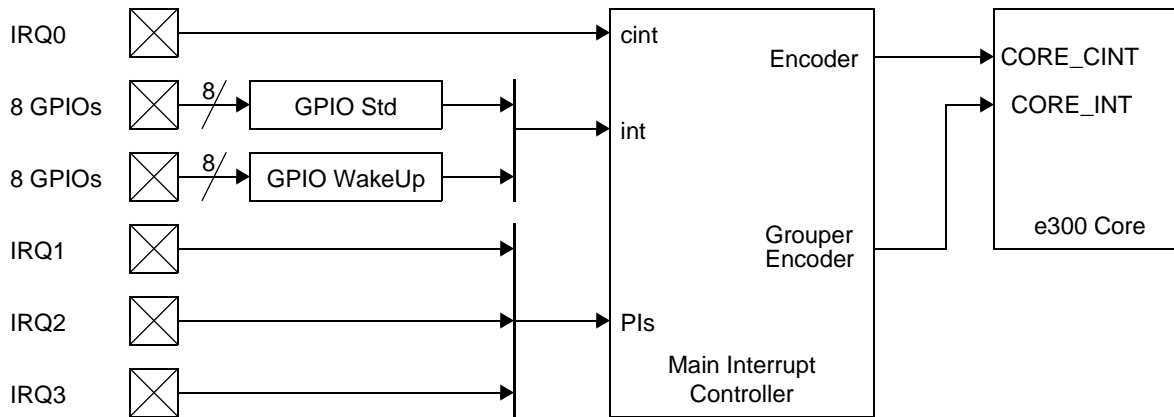 IRQ0
cint
Encoder
CORE_CINT
8 GPIOs
8
GPIO Std
CORE_INT
int
8 GPIOs
8
GPIO WakeUp
IRQ1
Grouper
Encoder
e300 Core
IRQ2
PIs
Main Interrupt
Controller
IRQ3